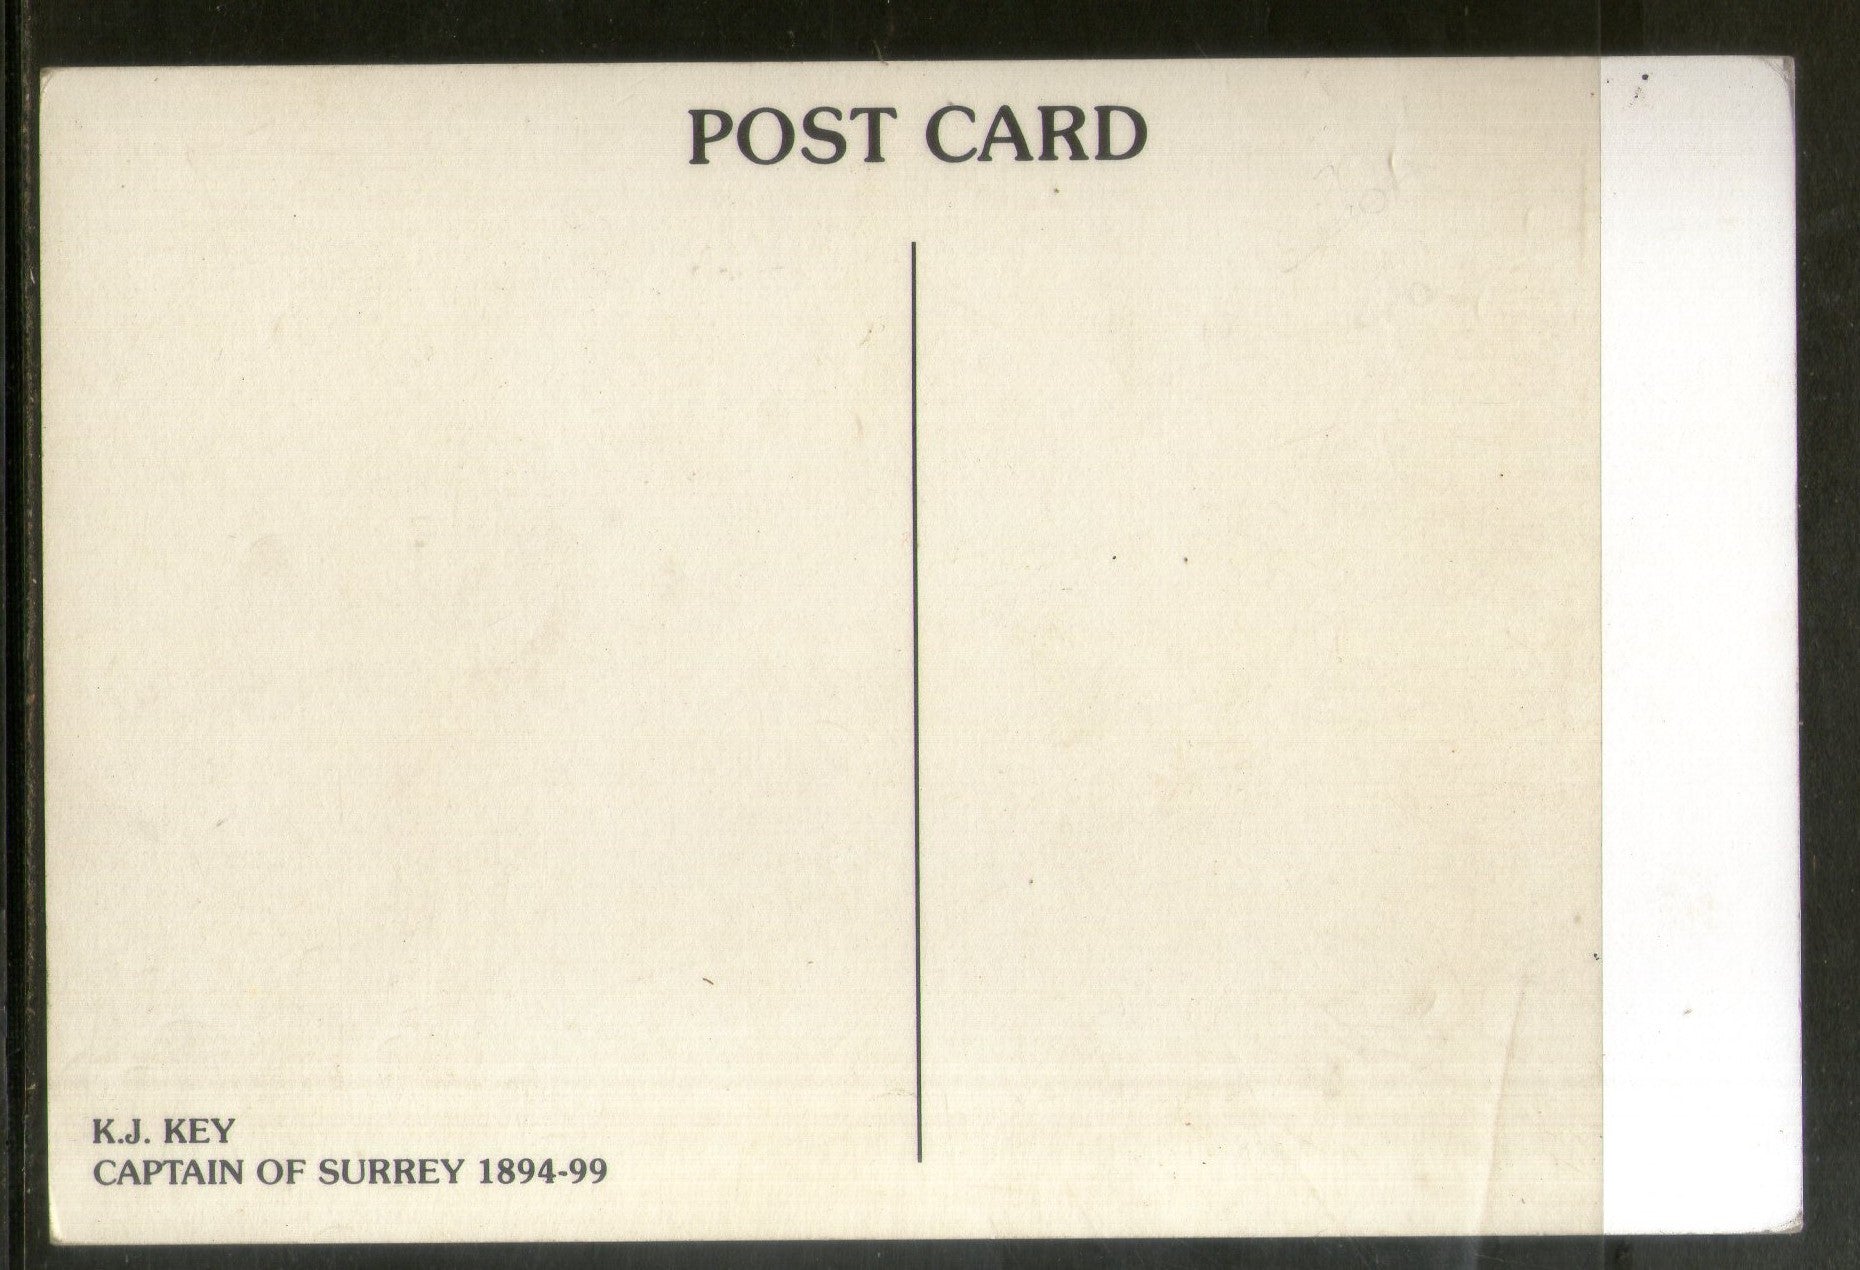 POST CARD
K.J. KEY
CAPTAIN OF SURREY 1894-99